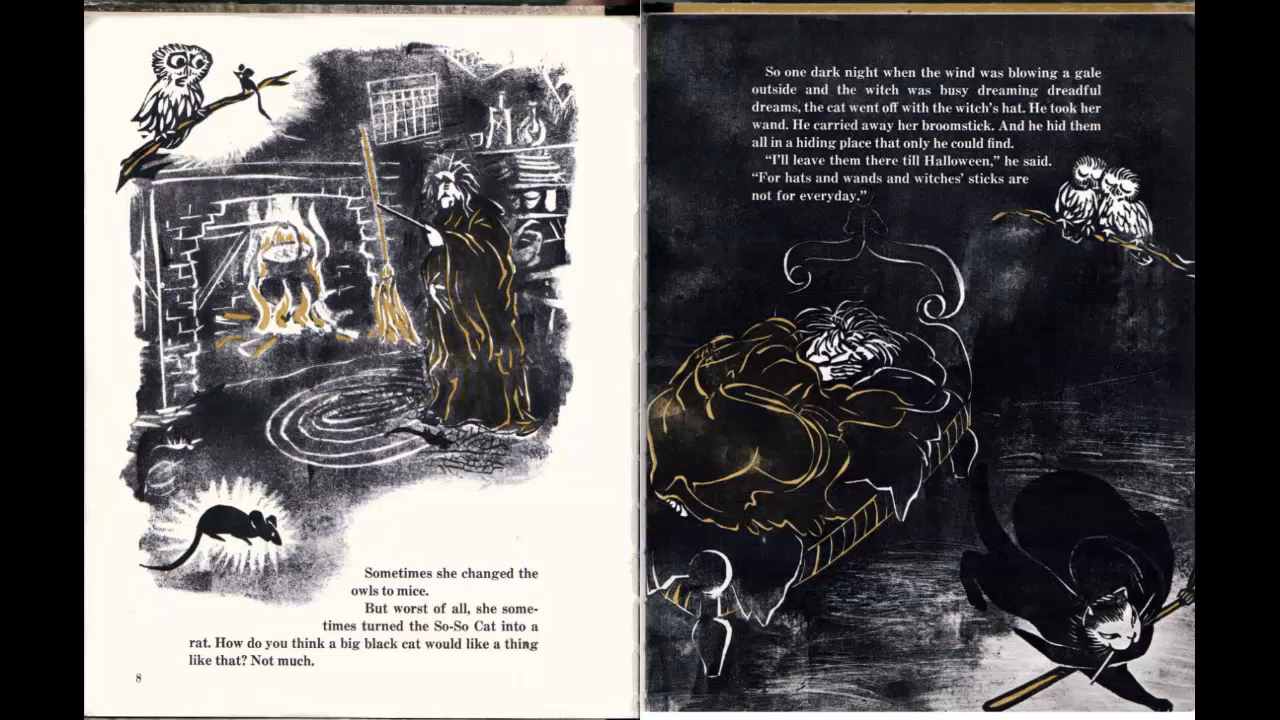 Sometimes she changed the
owls to mice.
But worst of all, she some-
times turned the So-So Cat into a
rat. How do you think a big black cat would like a thing
like that? Not much.
8
So one dark night when the wind was blowing a gale
outside and the witch was busy dreaming dreadful
dreams, the cat went off with the witch's hat. He took her
wand. He carried away her broomstick. And he hid them
all in a hiding place that only he could find.
"I'll leave them there till Halloween," he said.
"For hats and wands and witches' sticks are
not for everyday."